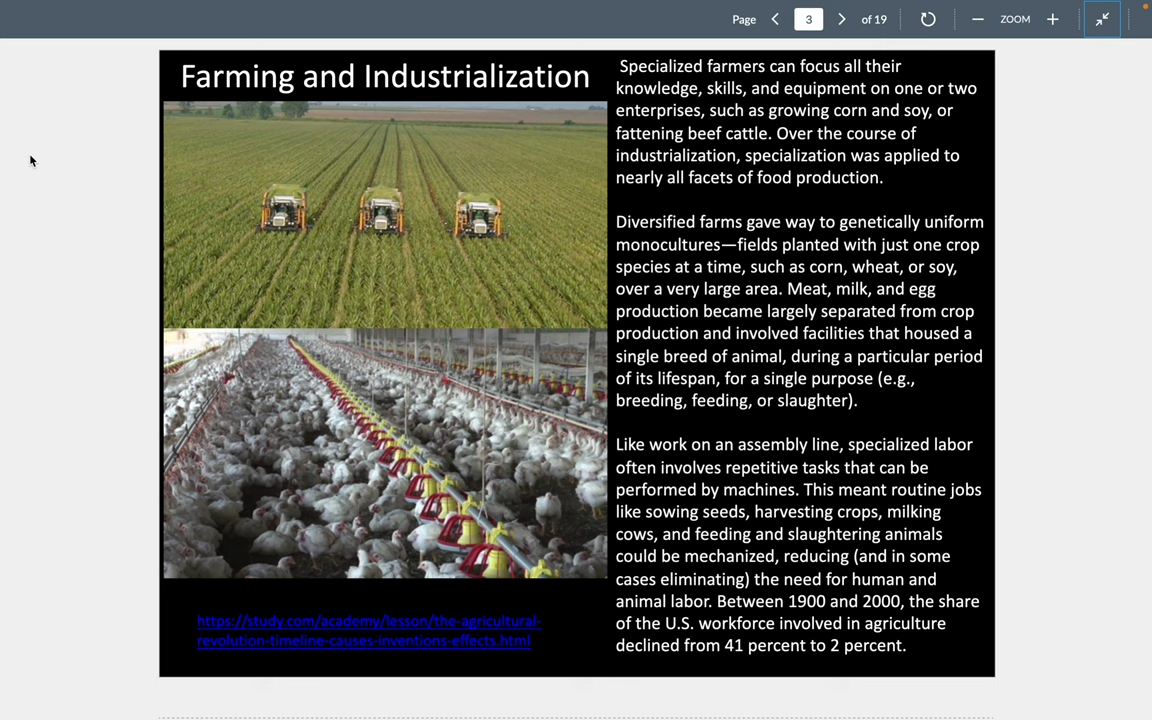 Page 3 of 19 ZOOM
Farming and Industrialization
Specialized farmers can focus all their
knowledge, skills, and equipment on one or two
enterprises, such as growing corn and soy, or
fattening beef cattle. Over the course of
industrialization, specialization was applied to
nearly all facets of food production.
Diversified farms gave way to genetically uniform
monocultures—fields planted with just one crop
species at a time, such as corn, wheat, or soy,
over a very large area. Meat, milk, and egg
production became largely separated from crop
production and involved facilities that housed a
single breed of animal, during a particular period
of its lifespan, for a single purpose (e.g.,
breeding, feeding, or slaughter).
Like work on an assembly line, specialized labor
often involves repetitive tasks that can be
performed by machines. This meant routine jobs
like sowing seeds, harvesting crops, milking
cows, and feeding and slaughtering animals
could be mechanized, reducing (and in some
cases eliminating) the need for human and
animal labor. Between 1900 and 2000, the share
of the U.S. workforce involved in agriculture
declined from 41 percent to 2 percent.
https://study.com/academy/lesson/the-agricultural-
revolution-timeline-causes-inventions-effects.html